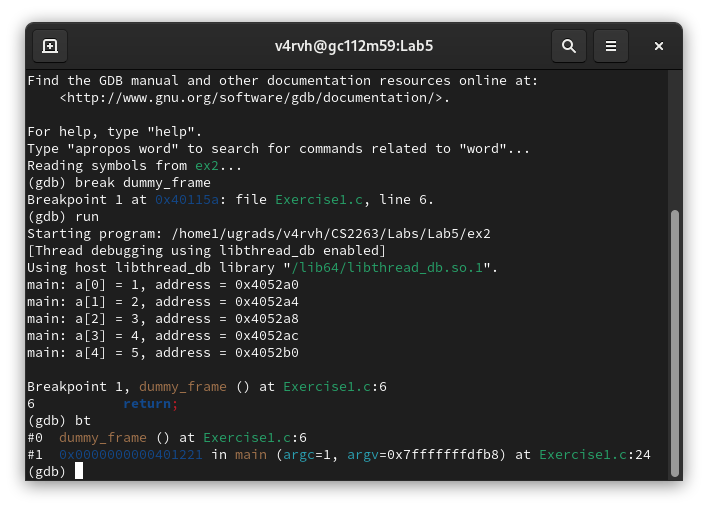 v4rvh@gc112m59:Lab5
Find the GDB manual and other documentation resources online at:
    <http://www.gnu.org/software/gdb/documentation/>.

For help, type "help".
Type "apropos word" to search for commands related to "word"...
Reading symbols from ex2...
(gdb) break dummy_frame
Breakpoint 1 at 0x40115a: file Exercise1.c, line 6.
(gdb) run
Starting program: /home1/ugrads/v4rvh/CS2263/Labs/Lab5/ex2
[Thread debugging using libthread_db enabled]
Using host libthread_db library "/lib64/libthread_db.so.1".
main: a[0] = 1, address = 0x4052a0
main: a[1] = 2, address = 0x4052a4
main: a[2] = 3, address = 0x4052a8
main: a[3] = 4, address = 0x4052ac
main: a[4] = 5, address = 0x4052b0

Breakpoint 1, dummy_frame () at Exercise1.c:6
6           return;
(gdb) bt
#0  dummy_frame () at Exercise1.c:6
#1  0x0000000000401221 in main (argc=1, argv=0x7fffffffdfb8) at Exercise1.c:24
(gdb)